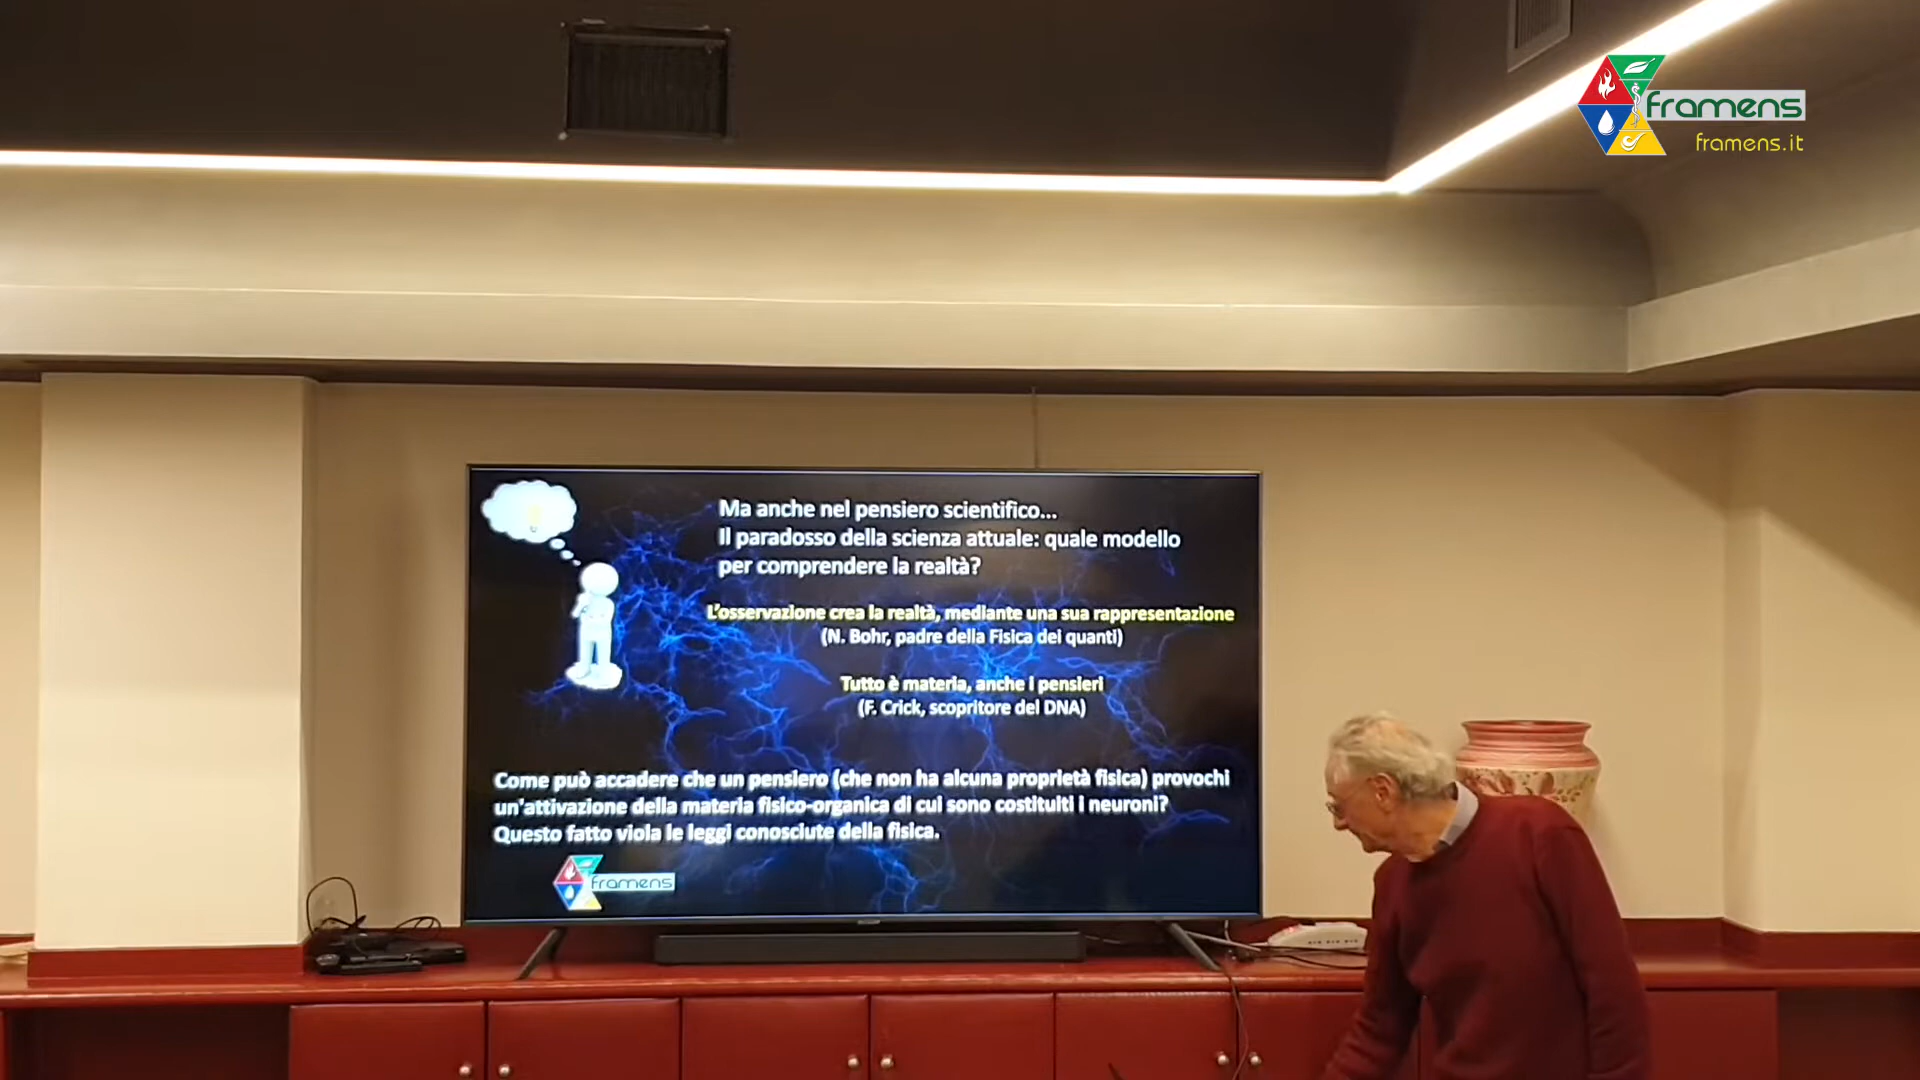 framens
framens.it
Ma anche nel pensiero scientifico...
Il paradosso della scienza attuale: quale modello
per comprendere la realtà?
L'osservazione crea la realtà, mediante una sua rappresentazione
(N. Bohr, padre della Fisica dei quanti)
Tutto è materia, anche i pensieri
(F. Crick, scopritore del DNA)
Come può accadere che un pensiero (che non ha alcuna proprietà fisica) provochi
un'attivazione della materia fisico-organica di cui sono costituiti i neuroni?
Questo fatto viola le leggi conosciute della fisica.
framens